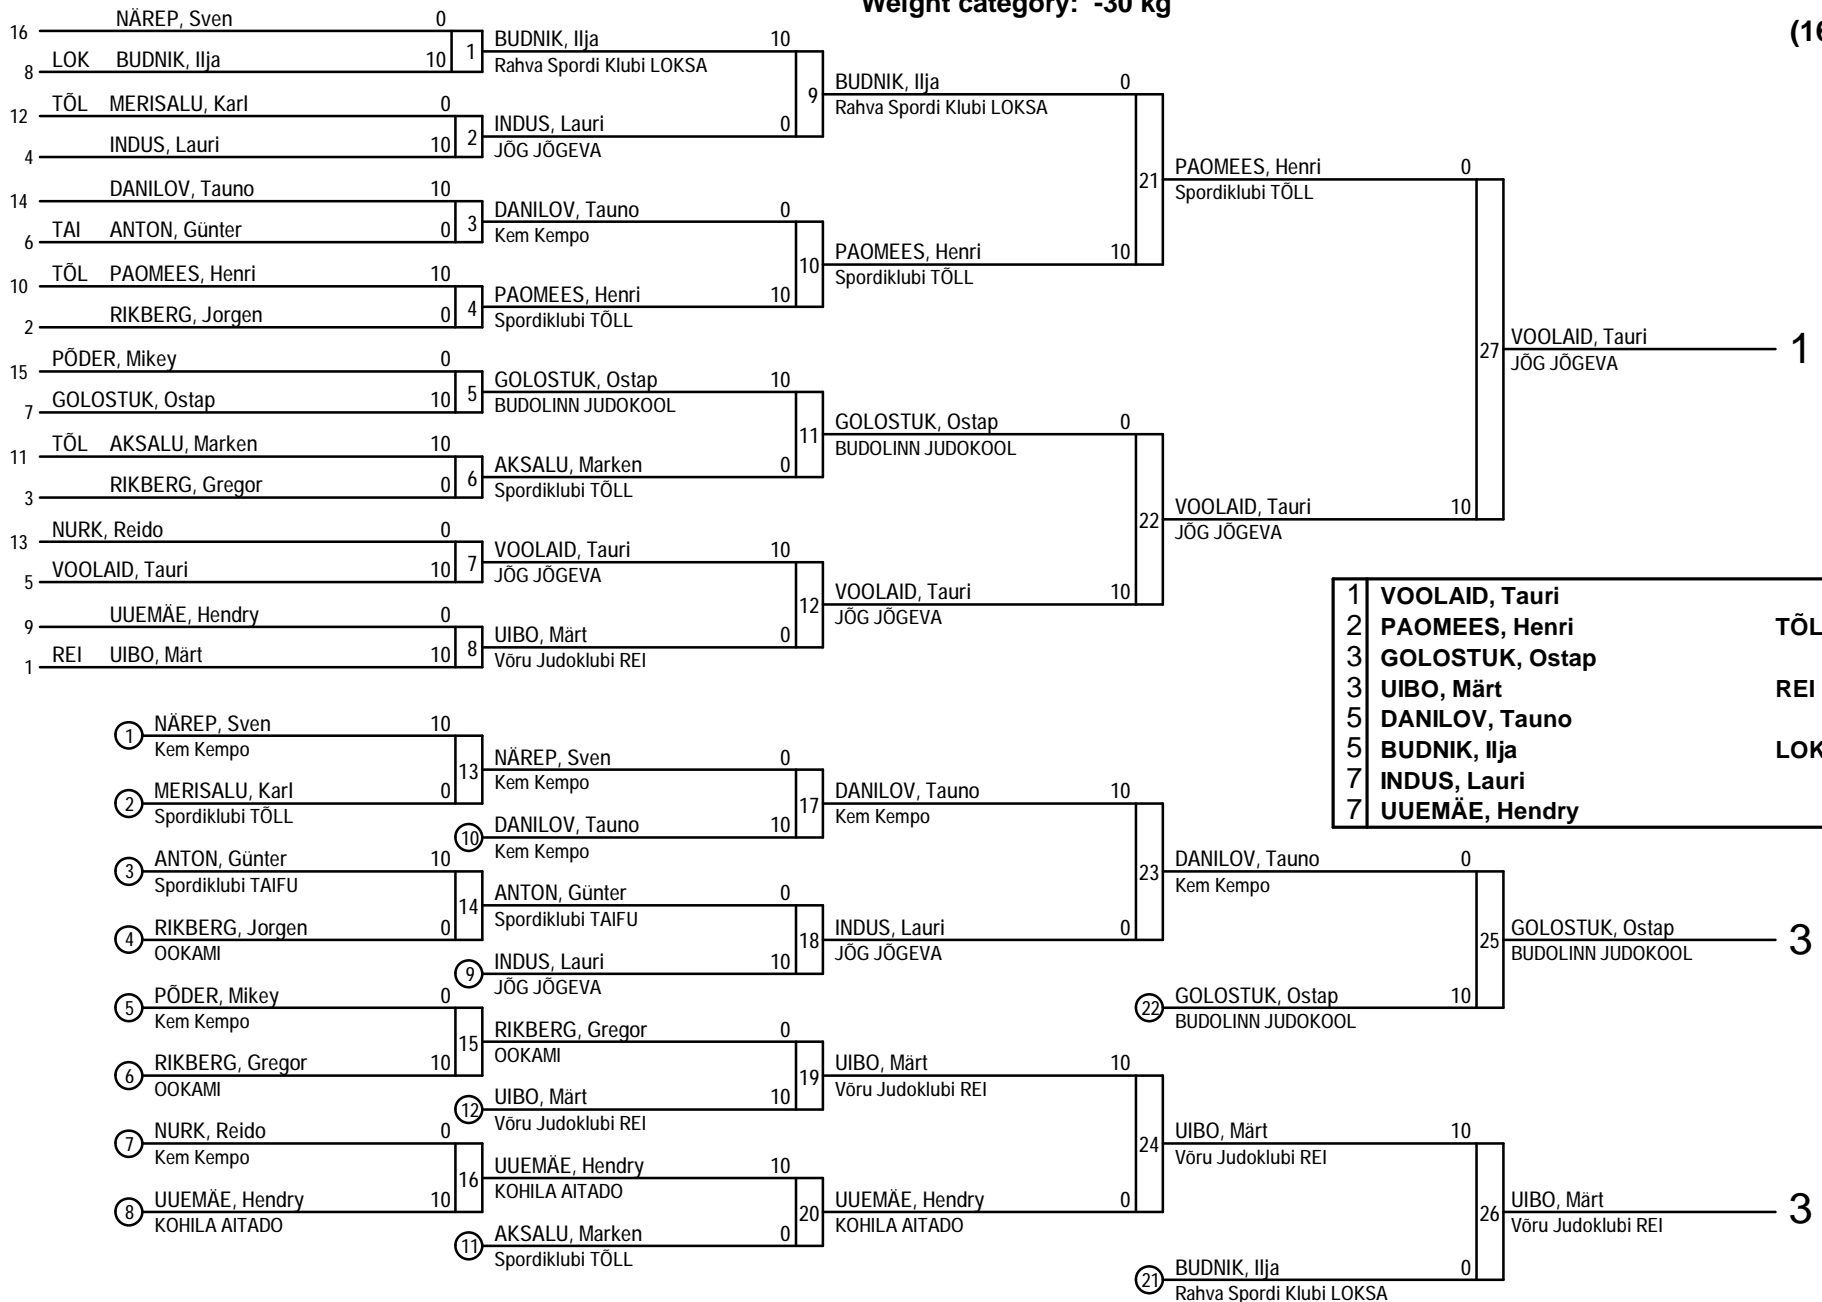 Weight category: -30 kg
(16
16 NÄREP, Sven 0
8 LOK BUDNIK, Ilja 10
1
12 TÕL MERISALU, Karl 0
4 INDUS, Lauri 10
2
14 DANILOV, Tauno 10
6 TAI ANTON, Günter 0
3
10 TÕL PAOMEES, Henri 10
2 RIKBERG, Jorgen 0
4
15 PÕDER, Mikey 0
7 GOLOSTUK, Ostap 10
5
11 TÕL AKSALU, Marken 10
3 RIKBERG, Gregor 0
6
13 NURK, Reido 0
5 VOOLAID, Tauri 10
7
9 UUEMÄE, Hendry 0
1 REI UIBO, Märt 10
8
BUDNIK, Ilja 10
Rahva Spordi Klubi LOKSA
INDUS, Lauri 0
JÕG JÕGEVA
9
DANILOV, Tauno 0
Kem Kempo
PAOMEES, Henri 10
Spordiklubi TÕLL
10
GOLOSTUK, Ostap 10
BUDOLINN JUDOKOOL
AKSALU, Marken 0
Spordiklubi TÕLL
11
VOOLAID, Tauri 10
JÕG JÕGEVA
UIBO, Märt 0
Võru Judoklubi REI
12
BUDNIK, Ilja 0
Rahva Spordi Klubi LOKSA
PAOMEES, Henri 10
Spordiklubi TÕLL
21
GOLOSTUK, Ostap 0
BUDOLINN JUDOKOOL
VOOLAID, Tauri 10
JÕG JÕGEVA
22
PAOMEES, Henri 0
Spordiklubi TÕLL
VOOLAID, Tauri 10
JÕG JÕGEVA
27
VOOLAID, Tauri 1
JÕG JÕGEVA
1 VOOLAID, Tauri
2 PAOMEES, Henri TÕL
3 GOLOSTUK, Ostap
3 UIBO, Märt REI
5 DANILOV, Tauno
5 BUDNIK, Ilja LOK
7 INDUS, Lauri
7 UUEMÄE, Hendry
1 NÄREP, Sven 10
Kem Kempo
2 MERISALU, Karl 0
Spordiklubi TÕLL
13
3 ANTON, Günter 10
Spordiklubi TAIFU
4 RIKBERG, Jorgen 0
OOKAMI
14
5 PÕDER, Mikey 0
Kem Kempo
6 RIKBERG, Gregor 10
OOKAMI
15
7 NURK, Reido 0
Kem Kempo
8 UUEMÄE, Hendry 10
KOHILA AITADO
16
NÄREP, Sven 0
Kem Kempo
10 DANILOV, Tauno 10
Kem Kempo
17
ANTON, Günter 0
Spordiklubi TAIFU
9 INDUS, Lauri 10
JÕG JÕGEVA
18
RIKBERG, Gregor 0
OOKAMI
12 UIBO, Märt 10
Võru Judoklubi REI
19
UUEMÄE, Hendry 10
KOHILA AITADO
11 AKSALU, Marken 0
Spordiklubi TÕLL
20
DANILOV, Tauno 10
Kem Kempo
INDUS, Lauri 0
JÕG JÕGEVA
23
UIBO, Märt 10
Võru Judoklubi REI
UUEMÄE, Hendry 0
KOHILA AITADO
24
DANILOV, Tauno 0
Kem Kempo
22 GOLOSTUK, Ostap 10
BUDOLINN JUDOKOOL
25
UIBO, Märt 10
Võru Judoklubi REI
21 BUDNIK, Ilja 0
Rahva Spordi Klubi LOKSA
26
GOLOSTUK, Ostap 3
BUDOLINN JUDOKOOL
UIBO, Märt 3
Võru Judoklubi REI